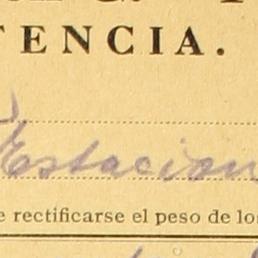 TENCIA.
Estacion
e rectificarse el peso de lo